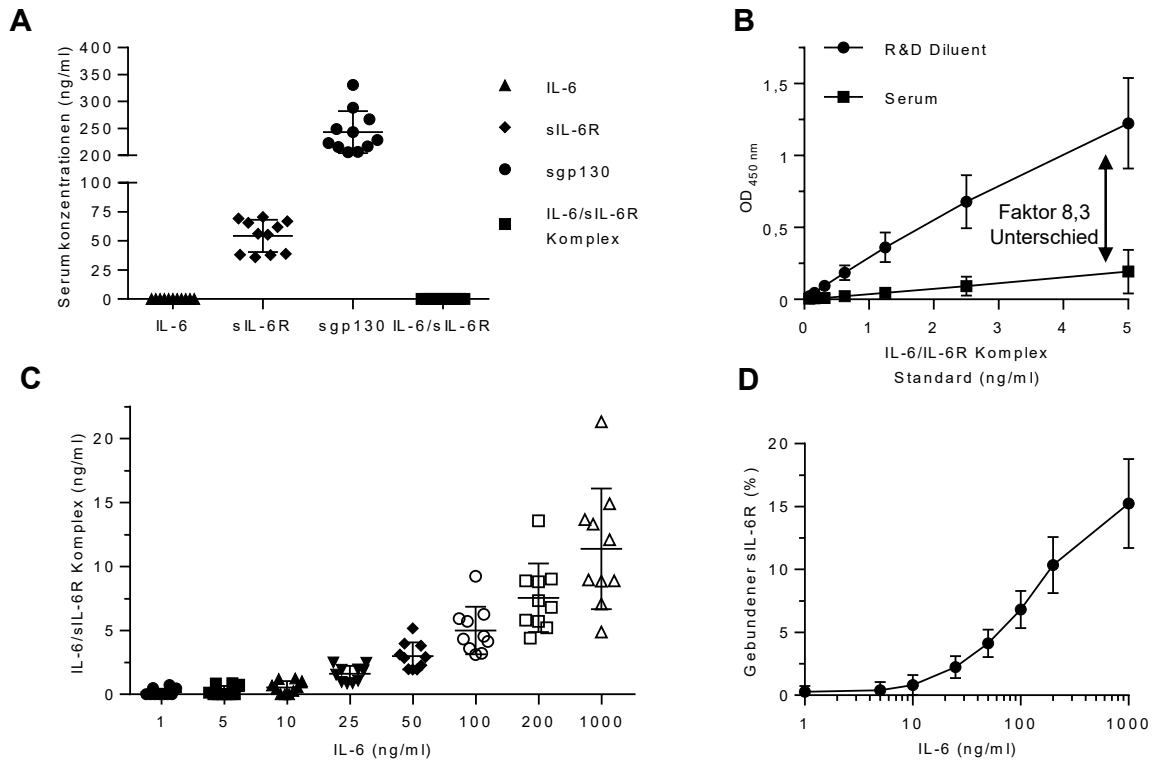 A
Serumkonzentrationen (ng/ml)
400
350
300
250
200
100
75
50
25
0
IL-6
sIL-6R
sgp130
IL-6/sIL-6R
IL-6
sIL-6R
sgp130
IL-6/sIL-6R
Komplex
B
R&D Diluent
Serum
OD 450 nm
1,5
1
0.5
0
Faktor 8,3
Unterschied
0 1 2 3 4 5
IL-6/IL-6R Komplex
Standard (ng/ml)
C
IL-6/sIL-6R Komplex (ng/ml)
20
15
10
5
0
1 5 10 25 50 100 200 1000
IL-6 (ng/ml)
D
Gebundener sIL-6R (%)
20
15
10
5
0
1 10 100 1000
IL-6 (ng/ml)